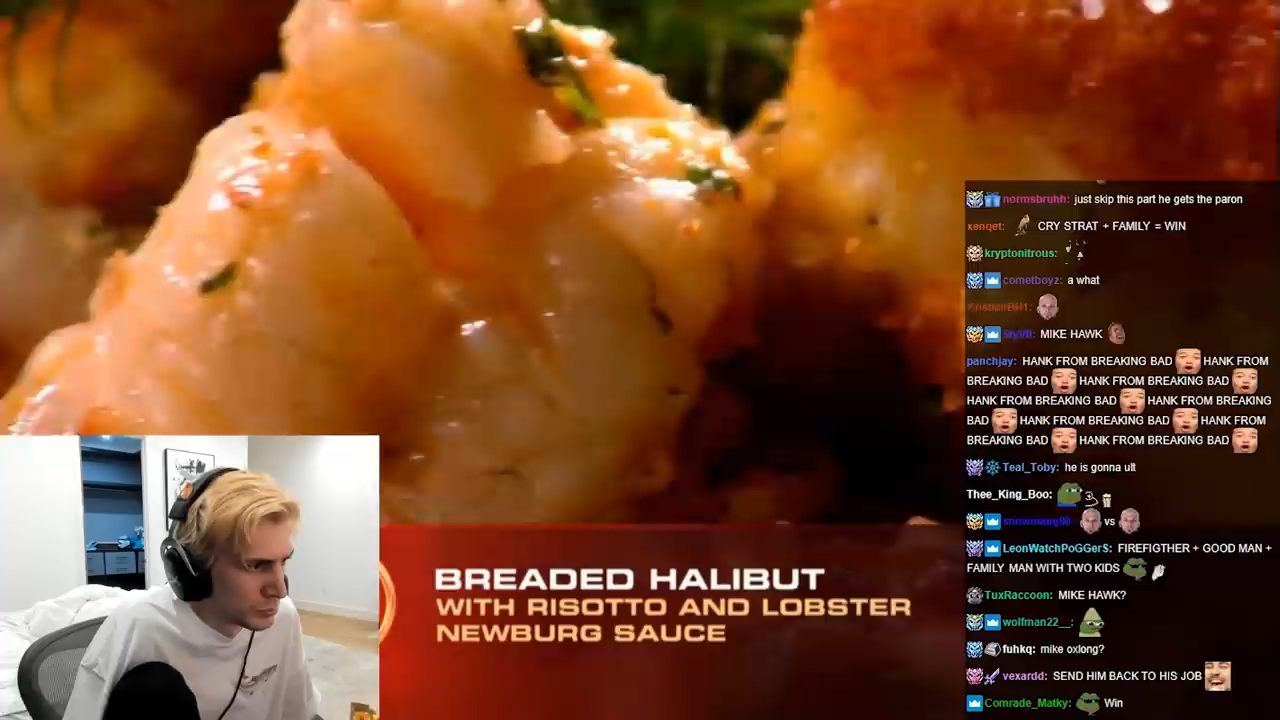 normsbruhh: just skip this part he gets the paron
xenqet: CRY STRAT + FAMILY = WIN
kryptonitrous:
cometboyz: a what
MIKE HAWK
panchjay: HANK FROM BREAKING BAD HANK FROM
BREAKING BAD HANK FROM BREAKING BAD
HANK FROM BREAKING BAD HANK FROM BREAKING
BAD HANK FROM BREAKING BAD HANK FROM
BREAKING BAD HANK FROM BREAKING BAD
Teal_Toby: he is gonna ult
Thee_King_Boo:
vs
LeonWatchPoGGerS: FIREFIGTHER + GOOD MAN +
FAMILY MAN WITH TWO KIDS
TuxRaccoon: MIKE HAWK?
wolfman22__:
fuhkq: mike oxlong?
vexardd: SEND HIM BACK TO HIS JOB
Comrade_Matky: Win
BREADED HALIBUT
WITH RISOTTO AND LOBSTER
NEWBURG SAUCE